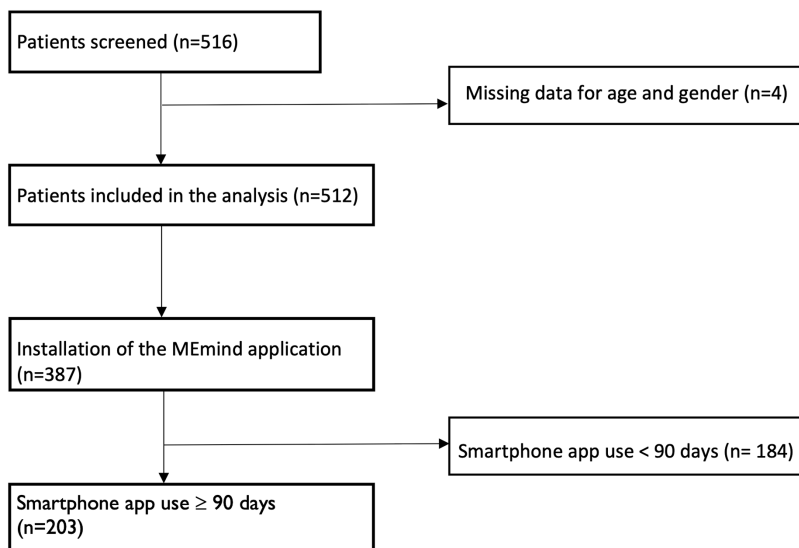 Patients screened (n=516)
Missing data for age and gender (n=4)
Patients included in the analysis (n=512)
Installation of the MEmind application
(n=387)
Smartphone app use < 90 days (n= 184)
Smartphone app use ≥ 90 days
(n=203)